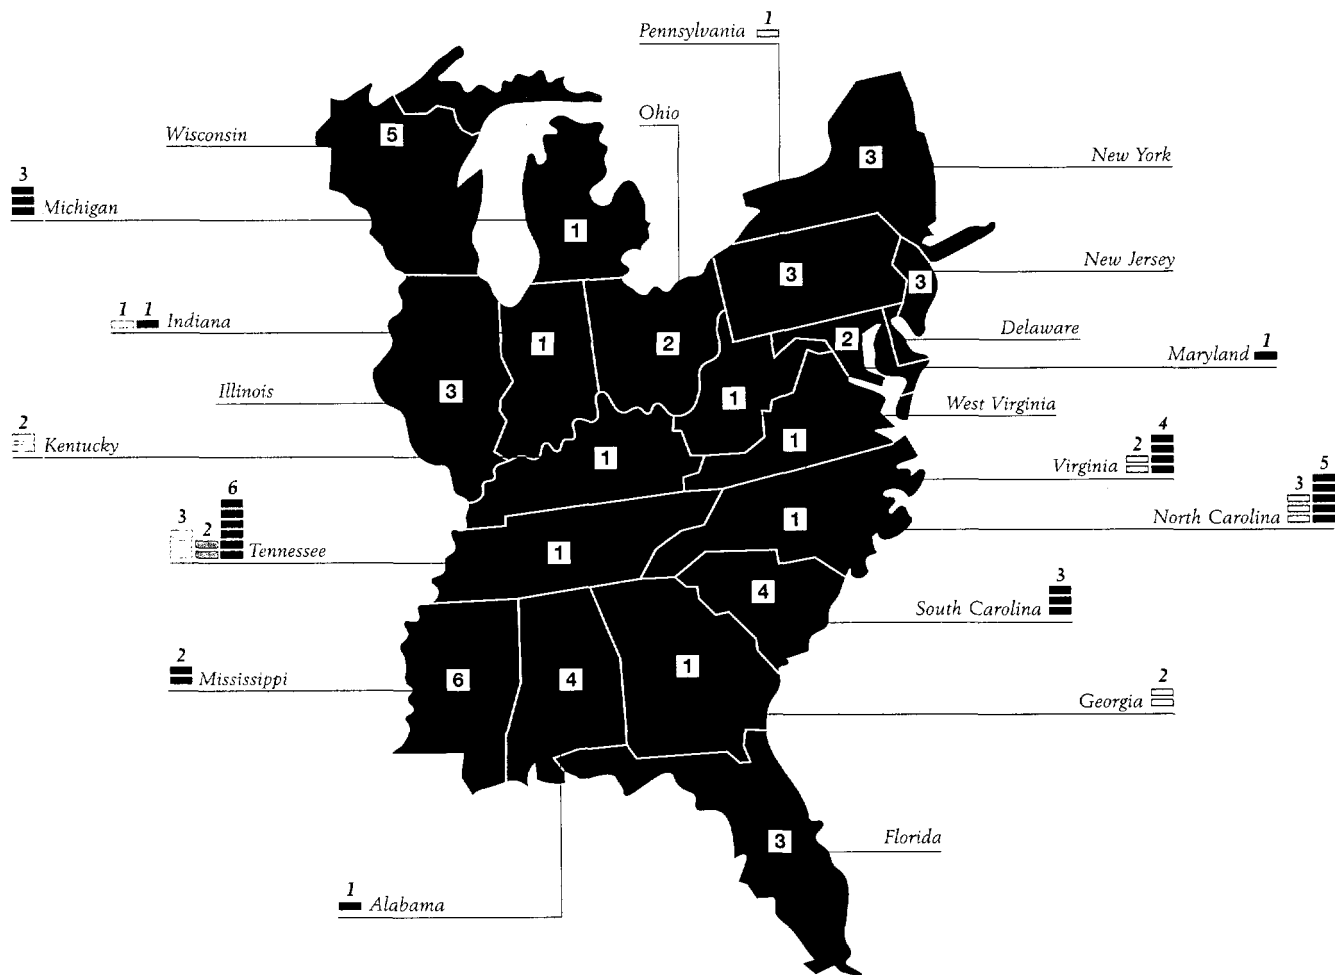 1
Pennsylvania
Ohio
Wisconsin
5
3
New York
3
Michigan
1
3
New Jersey
3
1 1
Indiana
1
2
Delaware
2
Maryland
1
Illinois
3
1
West Virginia
2
Kentucky
1
1
Virginia
2
4
3 2 6
Tennessee
1
1
North Carolina
3
5
4
South Carolina
3
2
Mississippi
6
4
1
Georgia
2
3
Florida
1
Alabama